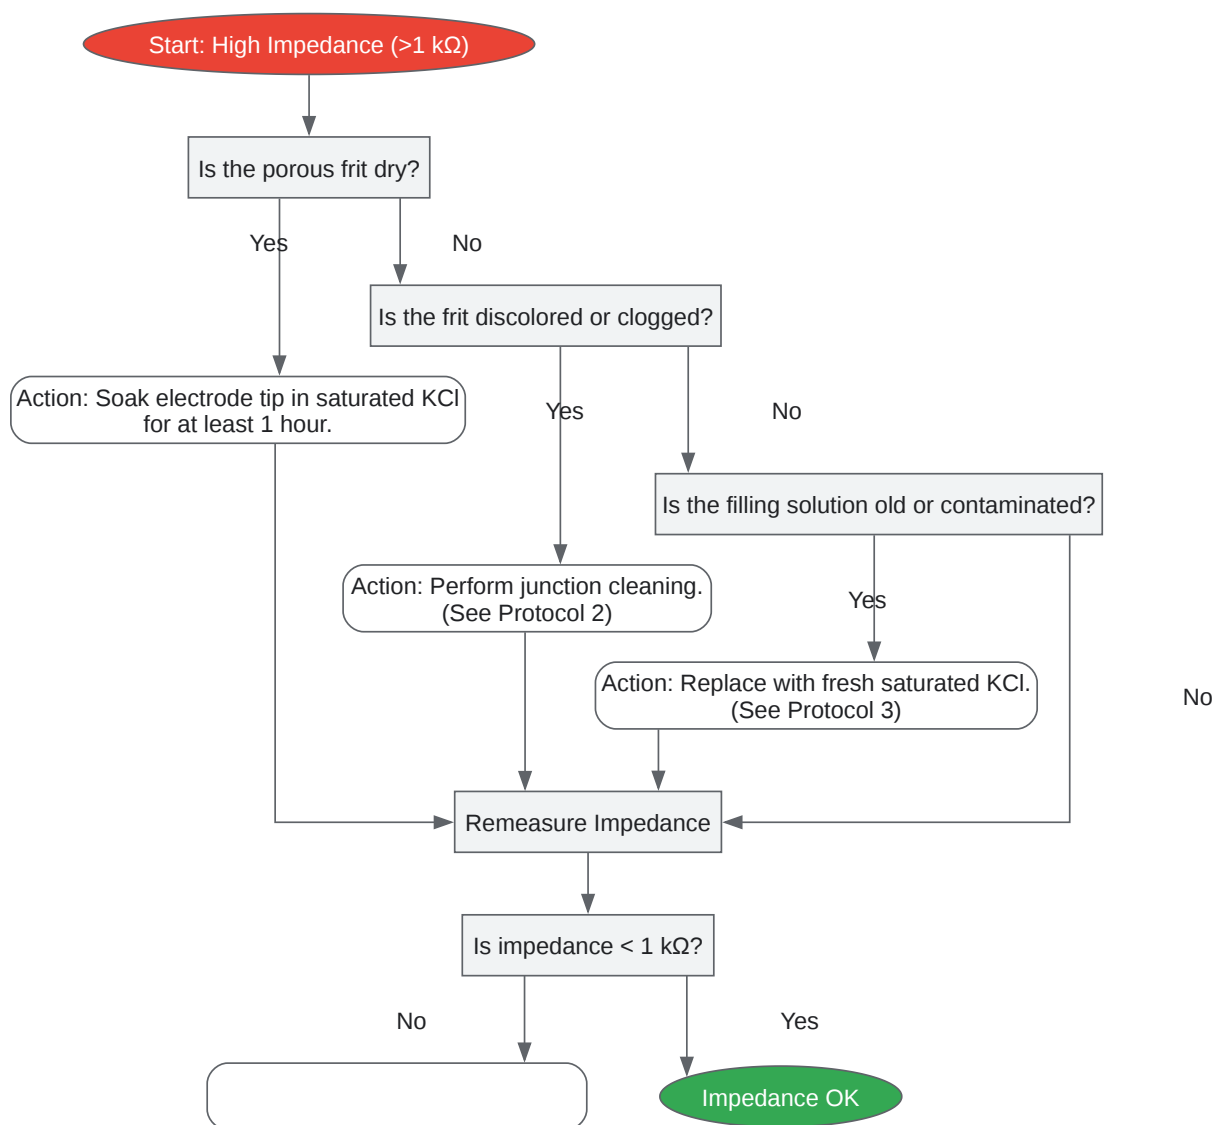 Start: High Impedance (>1 kΩ)
Is the porous frit dry?
Yes
No
Is the frit discolored or clogged?
Action: Soak electrode tip in saturated KCl
for at least 1 hour.
Yes
No
Is the filling solution old or contaminated?
Action: Perform junction cleaning.
(See Protocol 2)
Yes
Action: Replace with fresh saturated KCl.
(See Protocol 3)
No
Remeasure Impedance
Is impedance < 1 kΩ?
No
Yes
Impedance OK